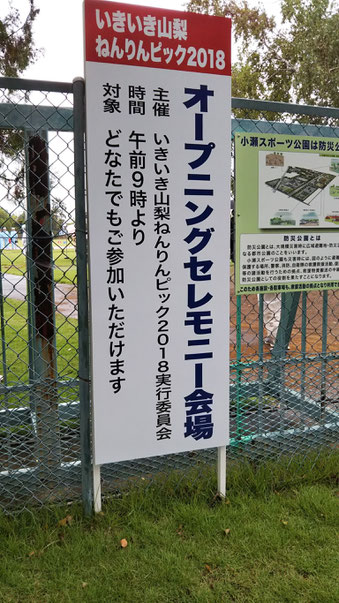 いきいき山梨
ねんりんピック2018
オープニングセレモニー会場
主催 いきいき山梨ねんりんピック2018実行委員会
時間 午前9時より
対象 どなたでもご参加いただけます
"小瀬スポーツ公園は防災公
防災公園とは